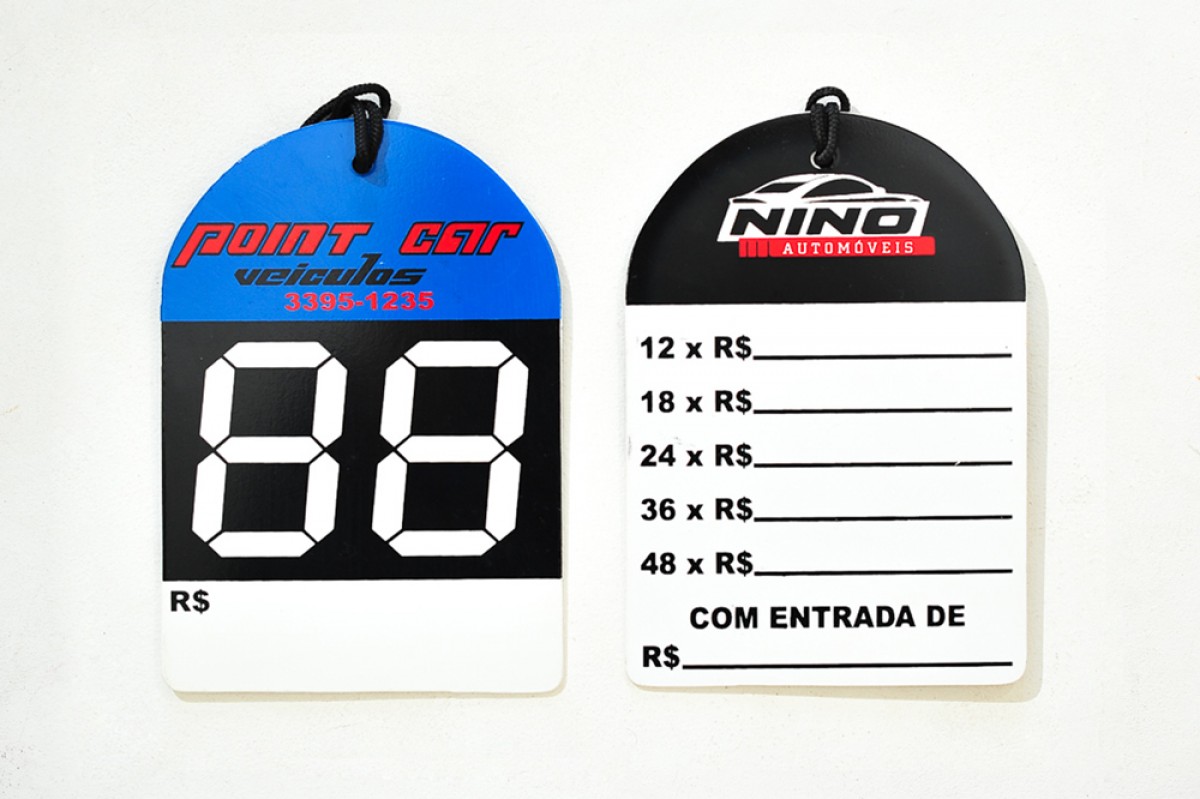 POINT CAR
veiculos
3395-1235
88
R$
NINO
AUTOMÓVEIS
12 x R$
18 x R$
24 x R$
36 x R$
48 x R$
COM ENTRADA DE
R$